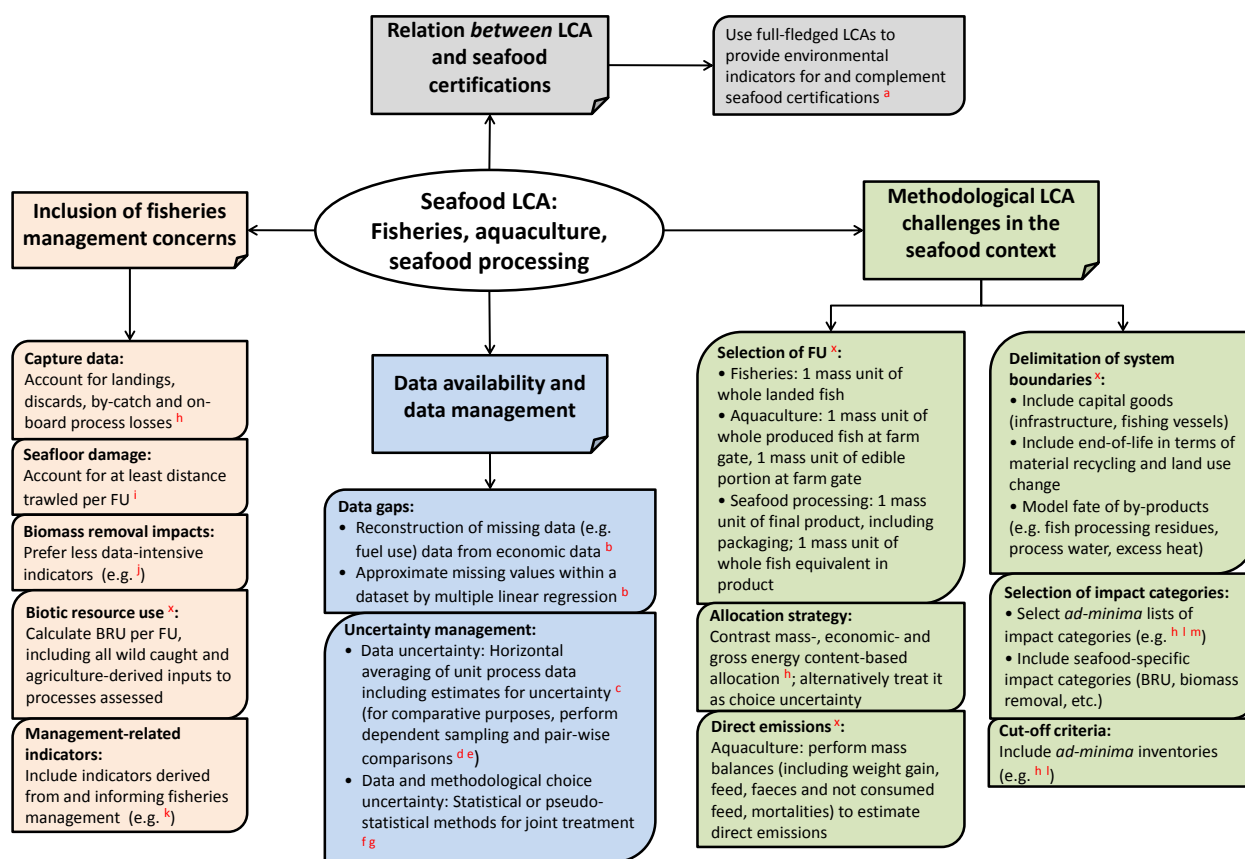 Relation between LCA
and seafood
certifications
Use full-fledged LCAs to
provide environmental
indicators for and complement
seafood certifications a
Seafood LCA:
Fisheries, aquaculture,
seafood processing
Inclusion of fisheries
management concerns
Methodological LCA
challenges in the
seafood context
Data availability and
data management
Capture data:
Account for landings,
discards, by-catch and on-
board process losses h
Seafloor damage:
Account for at least distance
trawled per FU i
Biomass removal impacts:
Prefer less data-intensive
indicators (e.g. j)
Biotic resource use x:
Calculate BRU per FU,
including all wild caught and
agriculture-derived inputs to
processes assessed
Management-related
indicators:
Include indicators derived
from and informing fisheries
management (e.g. k)
Data gaps:
• Reconstruction of missing data (e.g.
fuel use) data from economic data b
• Approximate missing values within a
dataset by multiple linear regression b
Uncertainty management:
• Data uncertainty: Horizontal
averaging of unit process data
including estimates for uncertainty c
(for comparative purposes, perform
dependent sampling and pair-wise
comparisons d e)
• Data and methodological choice
uncertainty: Statistical or pseudo-
statistical methods for joint treatment
f g
Selection of FU x:
• Fisheries: 1 mass unit of
whole landed fish
• Aquaculture: 1 mass unit of
whole produced fish at farm
gate, 1 mass unit of edible
portion at farm gate
• Seafood processing: 1 mass
unit of final product, including
packaging; 1 mass unit of
whole fish equivalent in
product
Allocation strategy:
Contrast mass-, economic- and
gross energy content-based
allocation h; alternatively treat it
as choice uncertainty
Direct emissions x:
Aquaculture: perform mass
balances (including weight gain,
feed, faeces and not consumed
feed, mortalities) to estimate
direct emissions
Delimitation of system
boundaries x:
• Include capital goods
(infrastructure, fishing vessels)
• Include end-of-life in terms of
material recycling and land use
change
• Model fate of by-products
(e.g. fish processing residues,
process water, excess heat)
Selection of impact categories:
• Select ad-minima lists of
impact categories (e.g. h l m)
• Include seafood-specific
impact categories (BRU, biomass
removal, etc.)
Cut-off criteria:
Include ad-minima inventories
(e.g. h l)